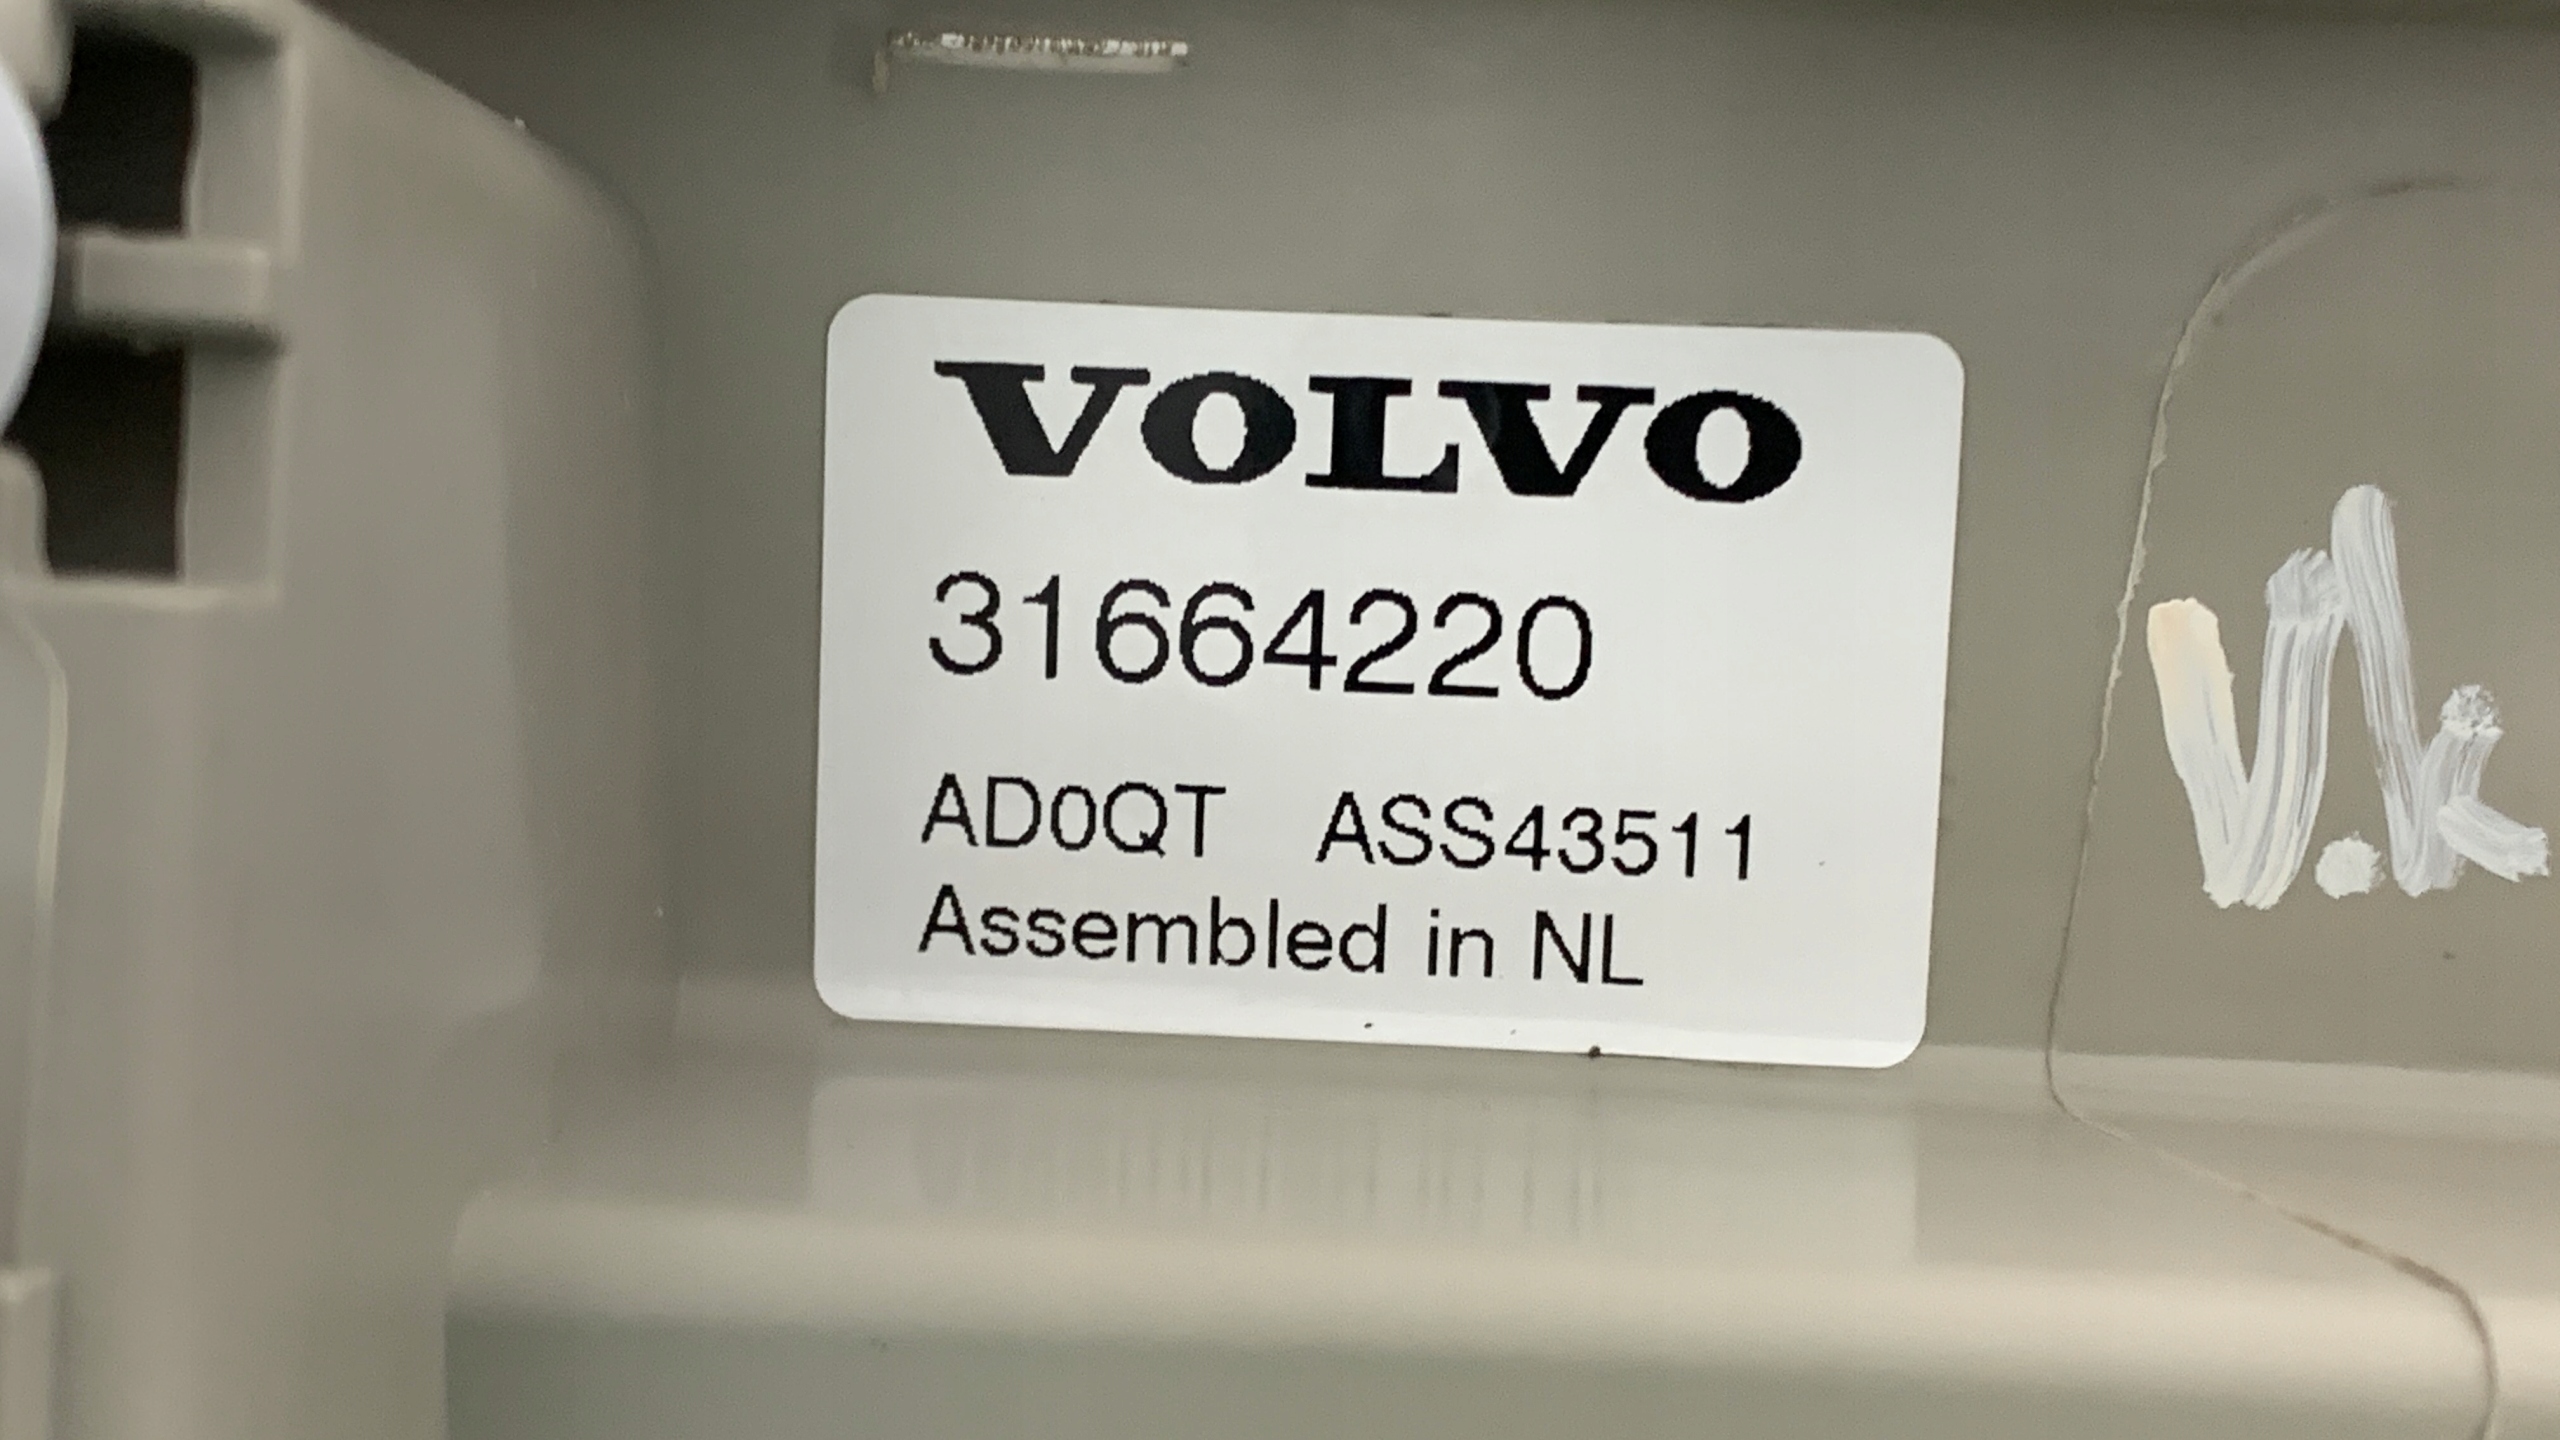 VOLVO
31664220
AD0QT ASS43511
Assembled in NL